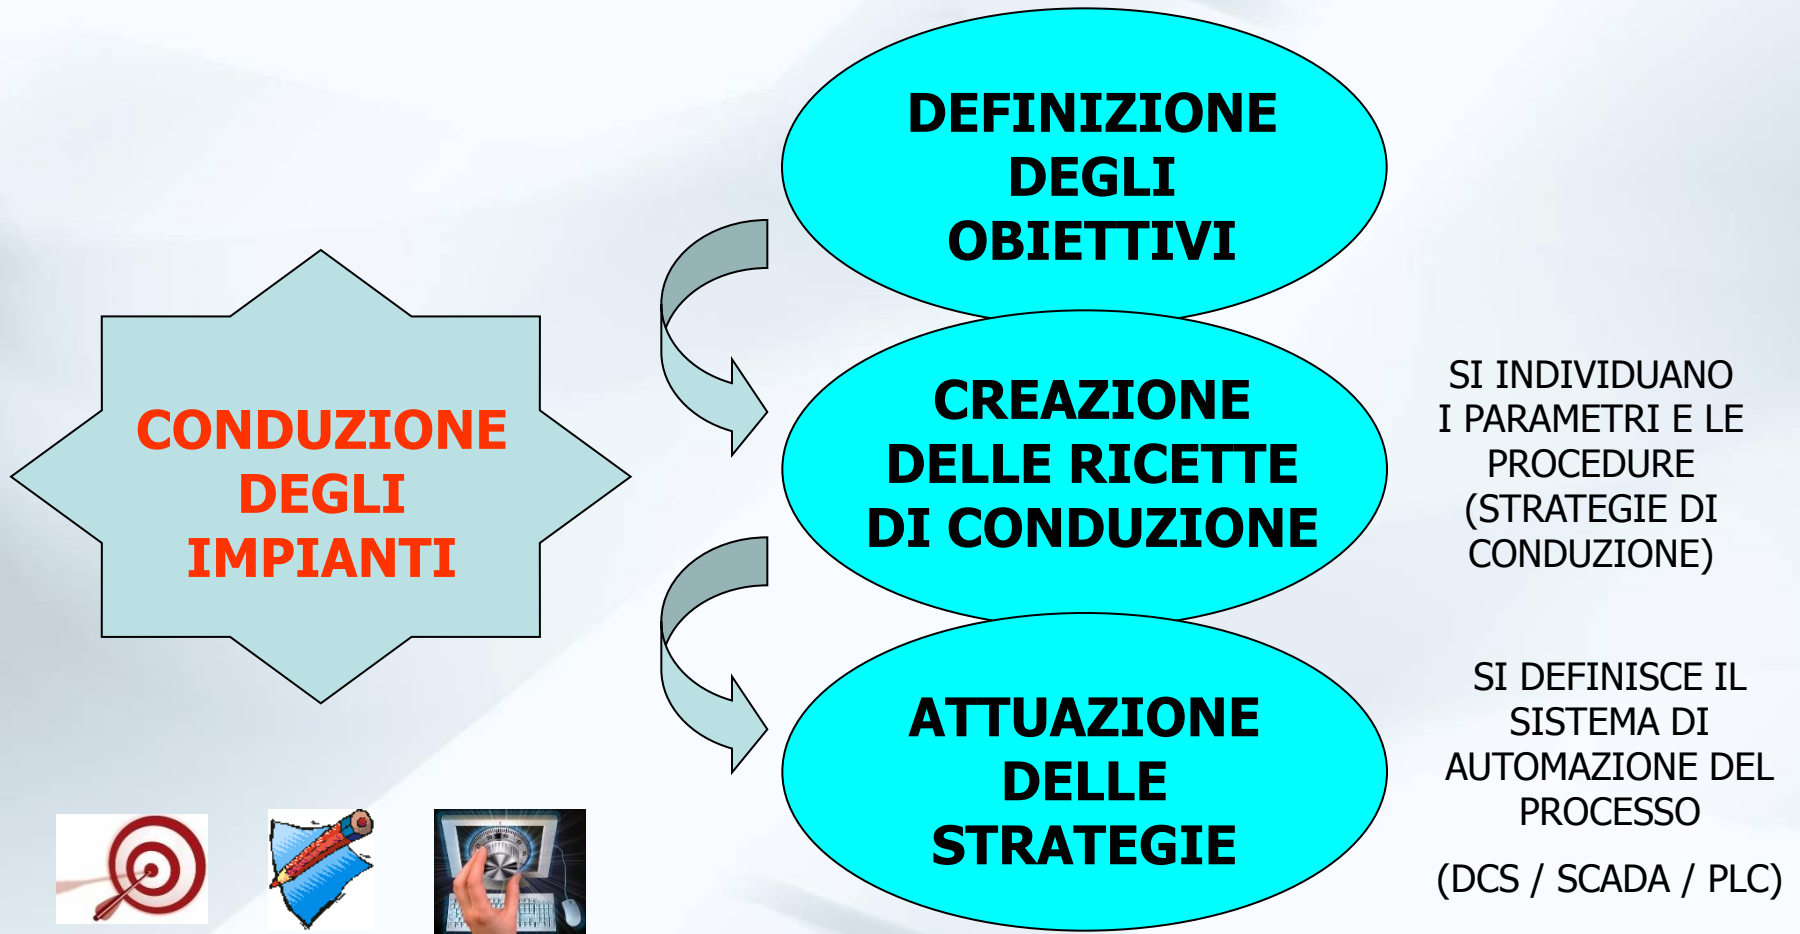 CONDUZIONE
DEGLI
IMPIANTI
DEFINIZIONE
DEGLI
OBIETTIVI
CREAZIONE
DELLE RICETTE
DI CONDUZIONE
SI INDIVIDUANO
I PARAMETRI E LE
PROCEDURE
(STRATEGIE DI
CONDUZIONE)
ATTUAZIONE
DELLE
STRATEGIE
SI DEFINISCE IL
SISTEMA DI
AUTOMAZIONE DEL
PROCESSO
(DCS / SCADA / PLC)